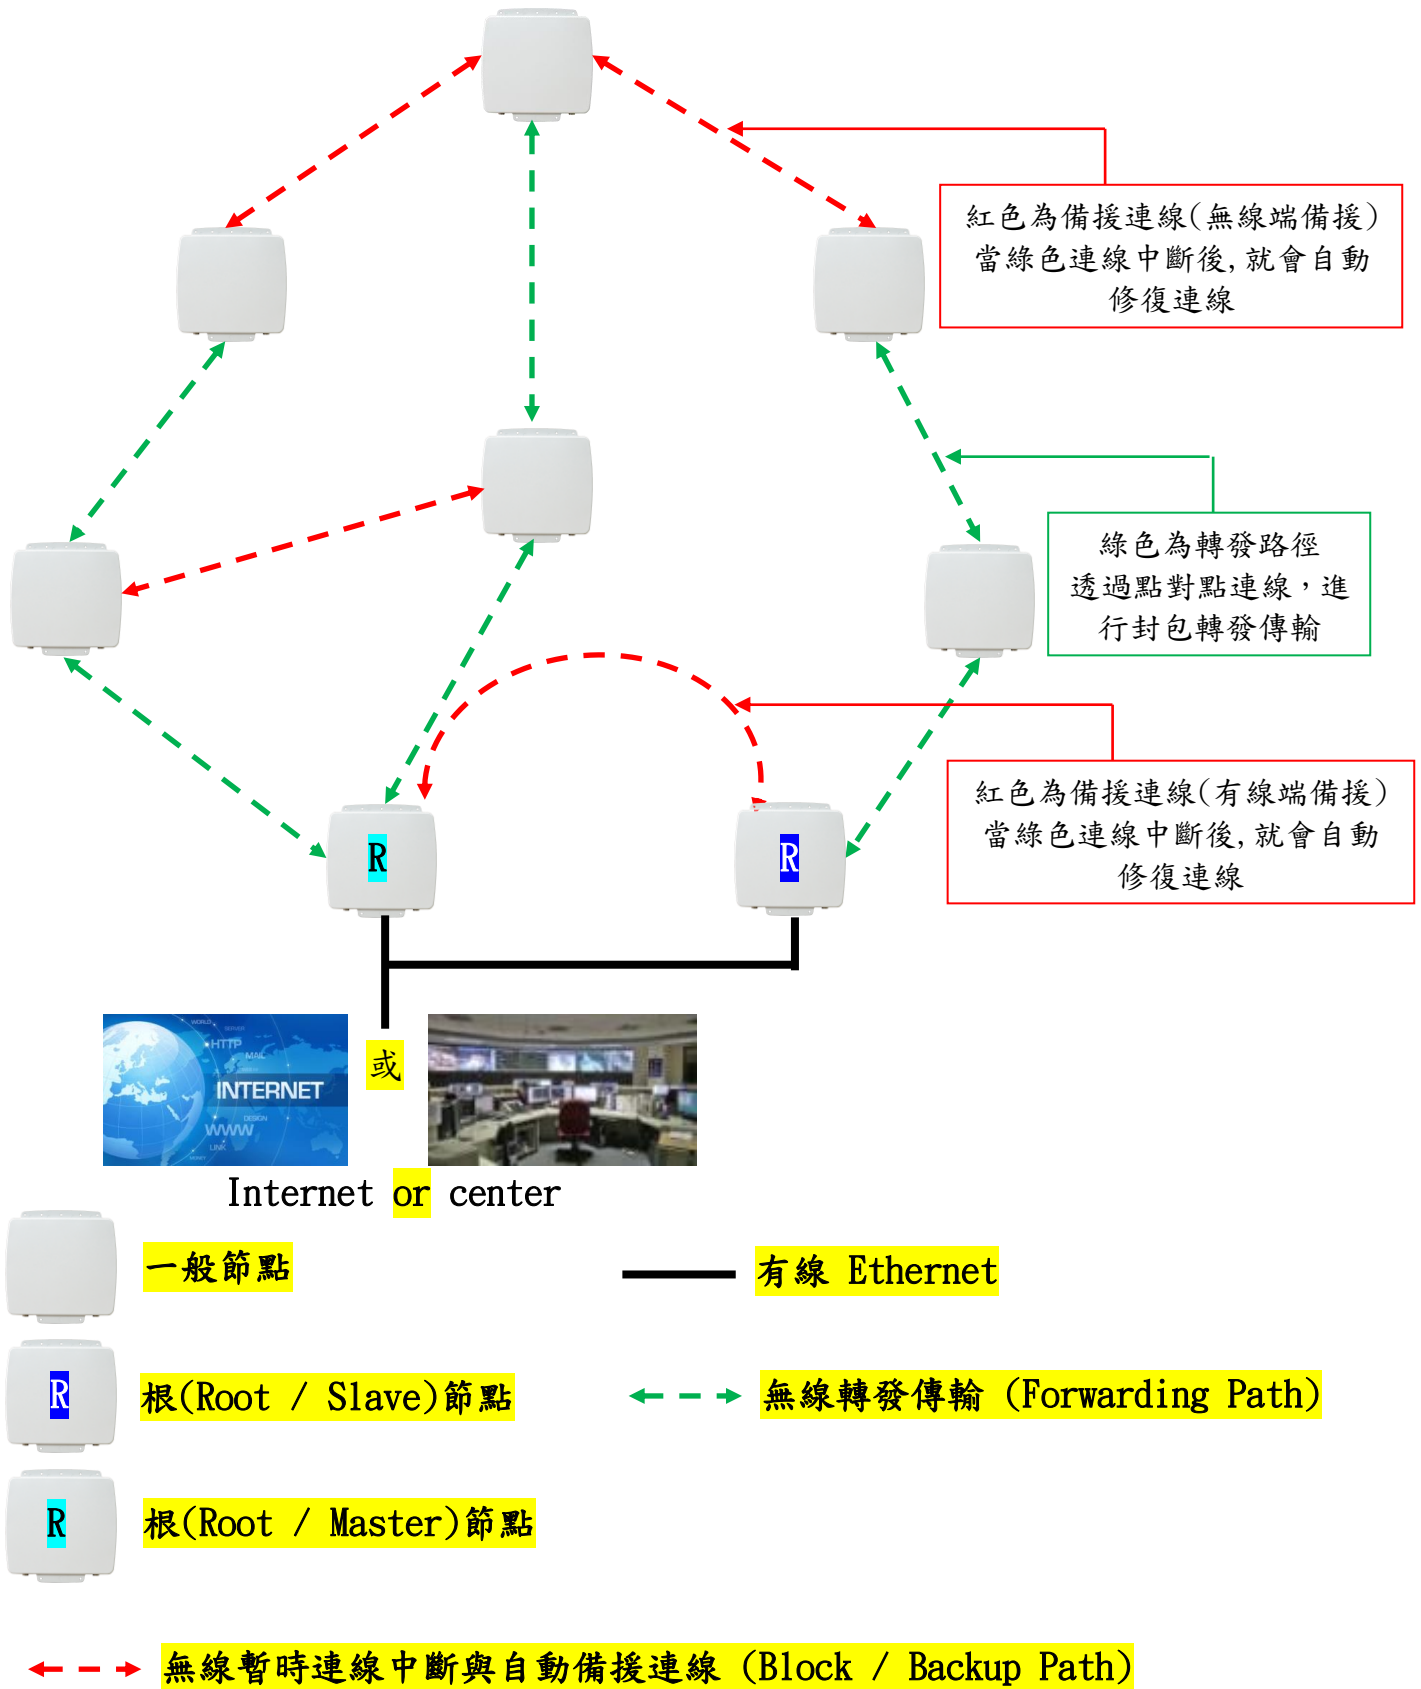 紅色為備援連線(無線端備援)
當綠色連線中斷後,就會自動
修復連線
綠色為轉發路徑
透過點對點連線，進
行封包轉發傳輸
紅色為備援連線(有線端備援)
當綠色連線中斷後,就會自動
修復連線
R
R
WORLD
SERVER
HTTP
MAIL
INTERNET
DESIGN
WWW
LINK
MONEY
或
Internet or center
一般節點
有線 Ethernet
R
根(Root / Slave)節點
無線轉發傳輸 (Forwarding Path)
R
根(Root / Master)節點
無線暫時連線中斷與自動備援連線 (Block / Backup Path)